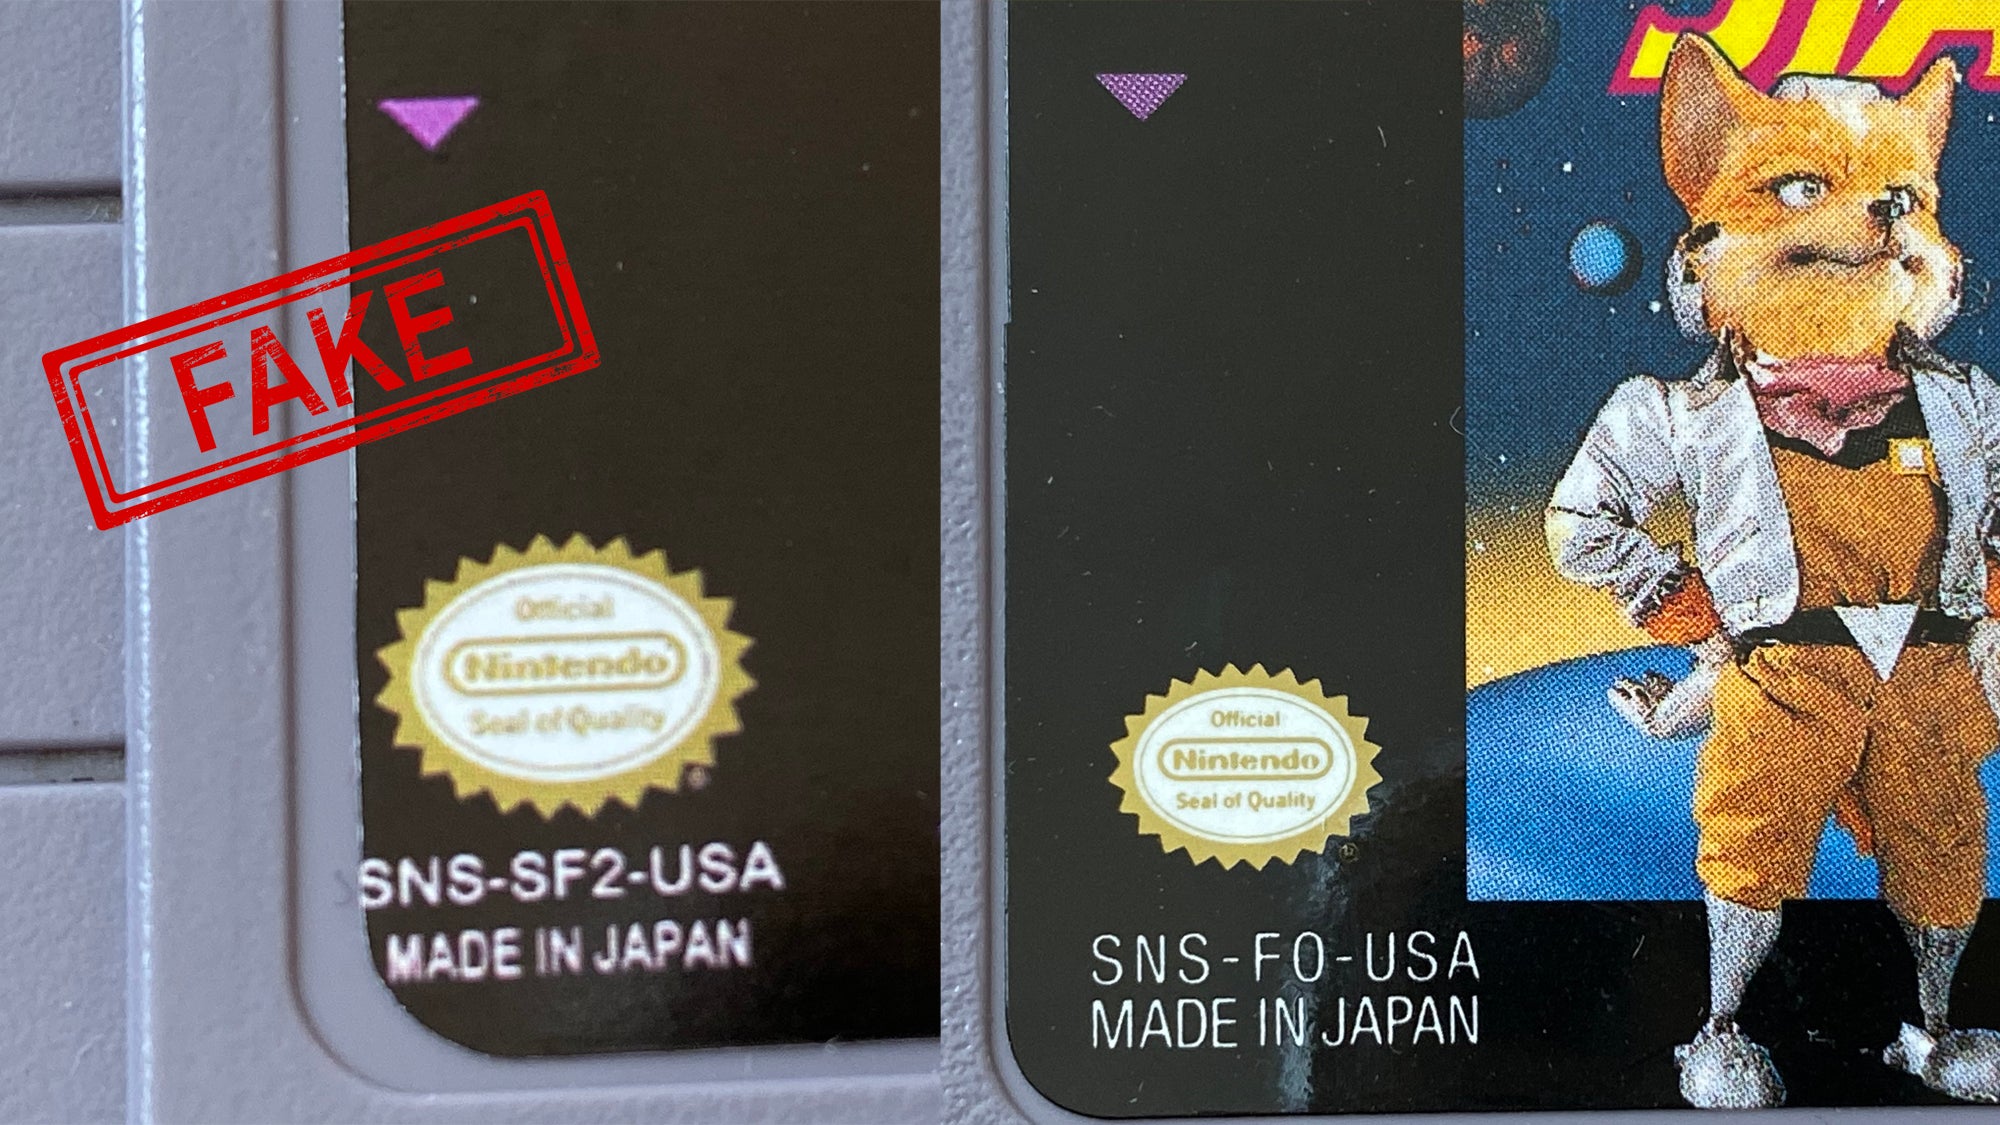 FAKE
Official
Nintendo
Seal of Quality
SNS-SF2-USA
MADE IN JAPAN
Official
Nintendo
Seal of Quality
®
SNS-FO-USA
MADE IN JAPAN